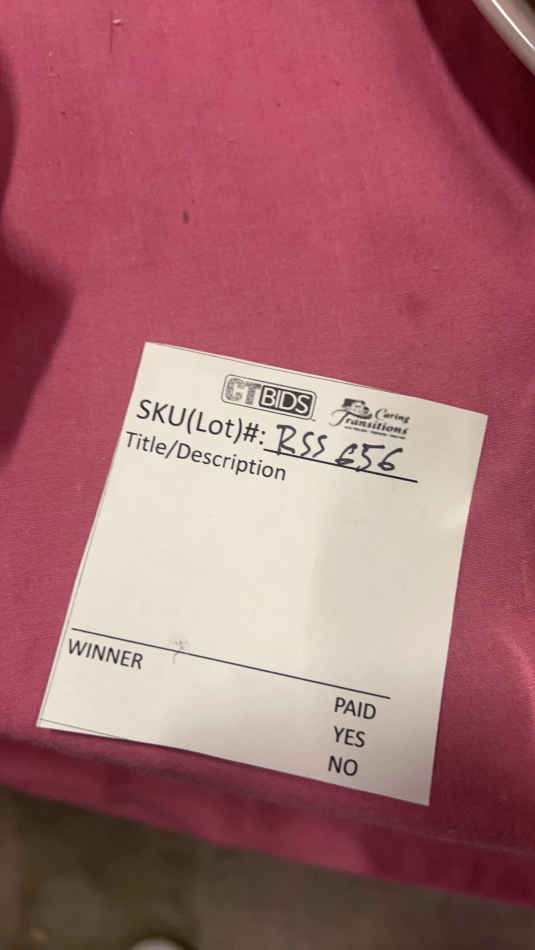 CTBIDS
Caring
Transitions
SKU(Lot)#: RSS 656
Title/Description
WINNER
PAID
YES
NO